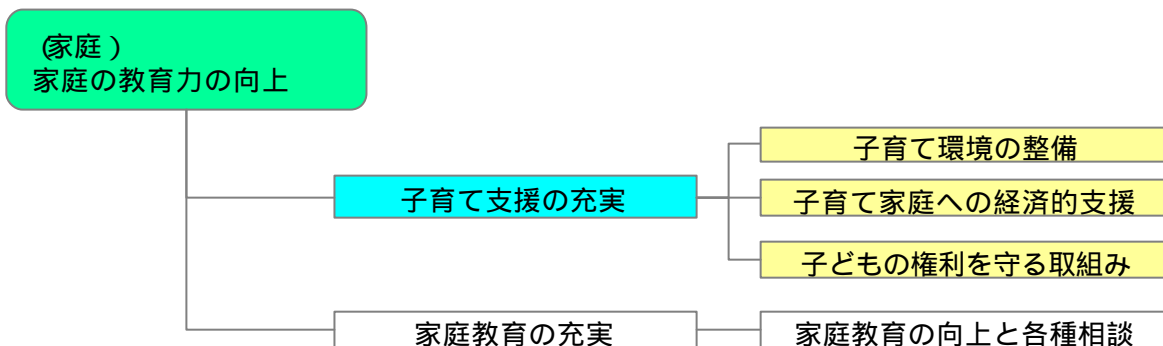 (家庭)
家庭の教育力の向上
子育て環境の整備
子育て支援の充実
子育て家庭への経済的支援
子どもの権利を守る取組み
家庭教育の充実
家庭教育の向上と各種相談